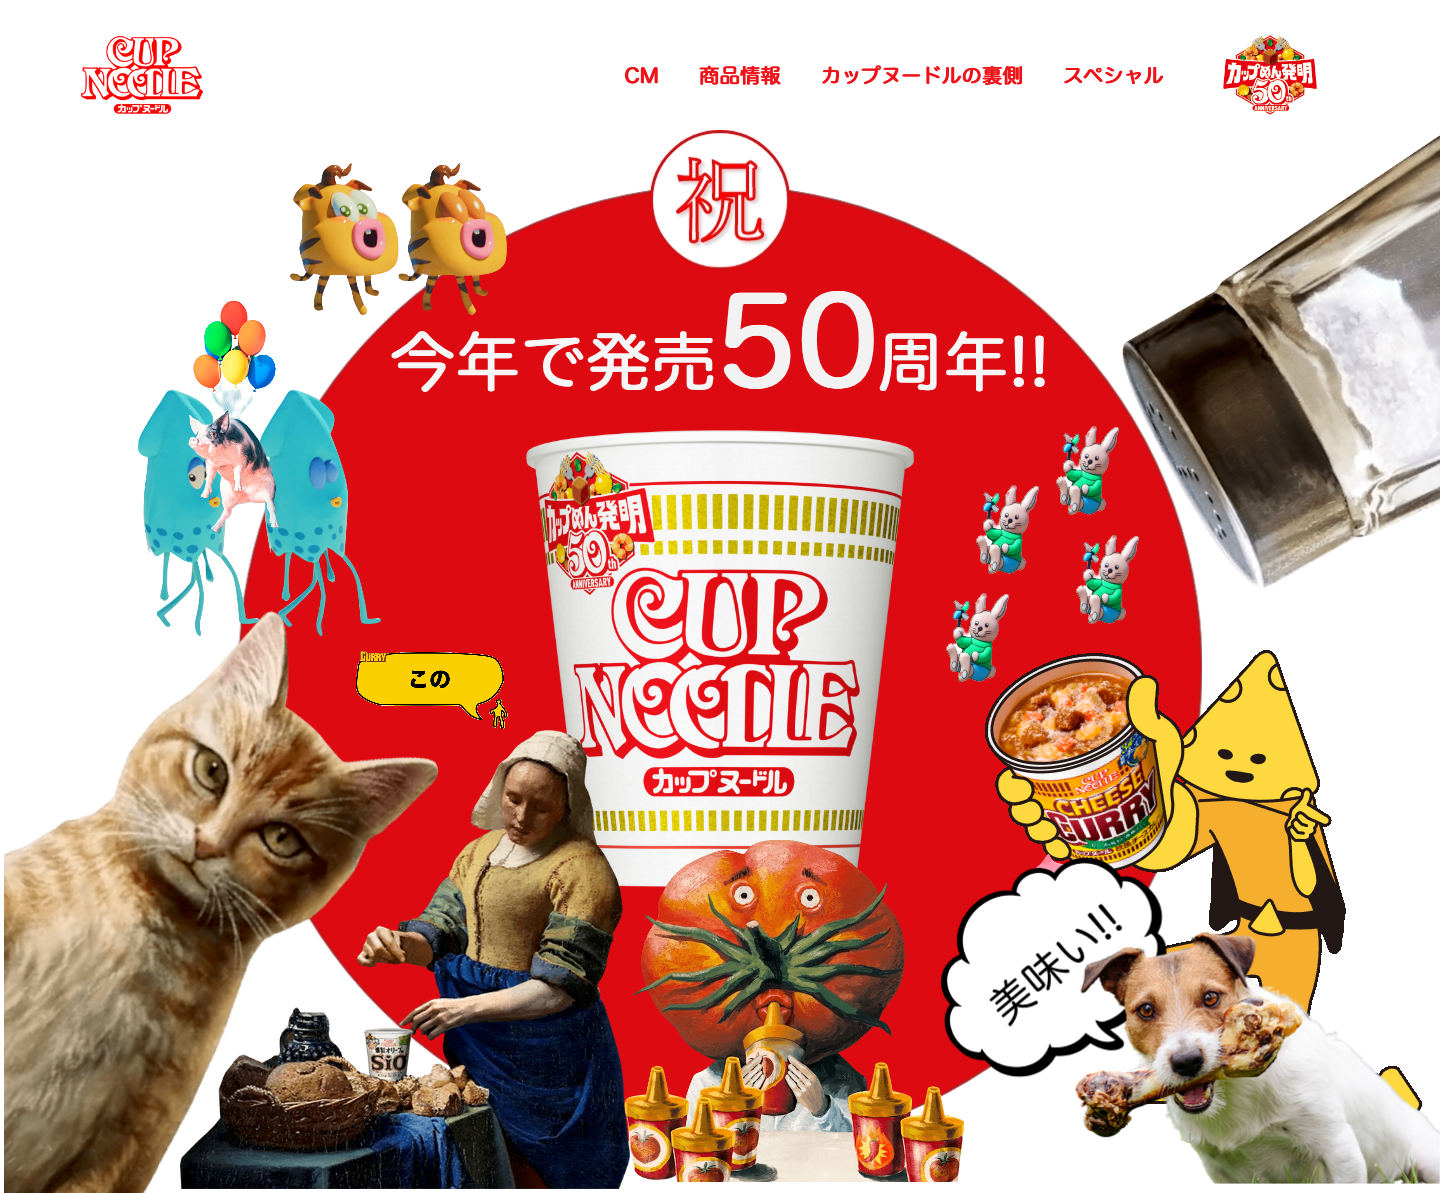 CUP
NOODLE
カップヌードル
CM
商品情報
カップヌードルの裏側
スペシャル
カップめん発明
50th
ANNIVERSARY
祝
今年で発売50周年!!
カップめん発明
50th
ANNIVERSARY
CUP
NOODLE
カップヌードル
CURRY
この
CUP
NOODLE
CHEESE
CURRY
美味い!!
SiO